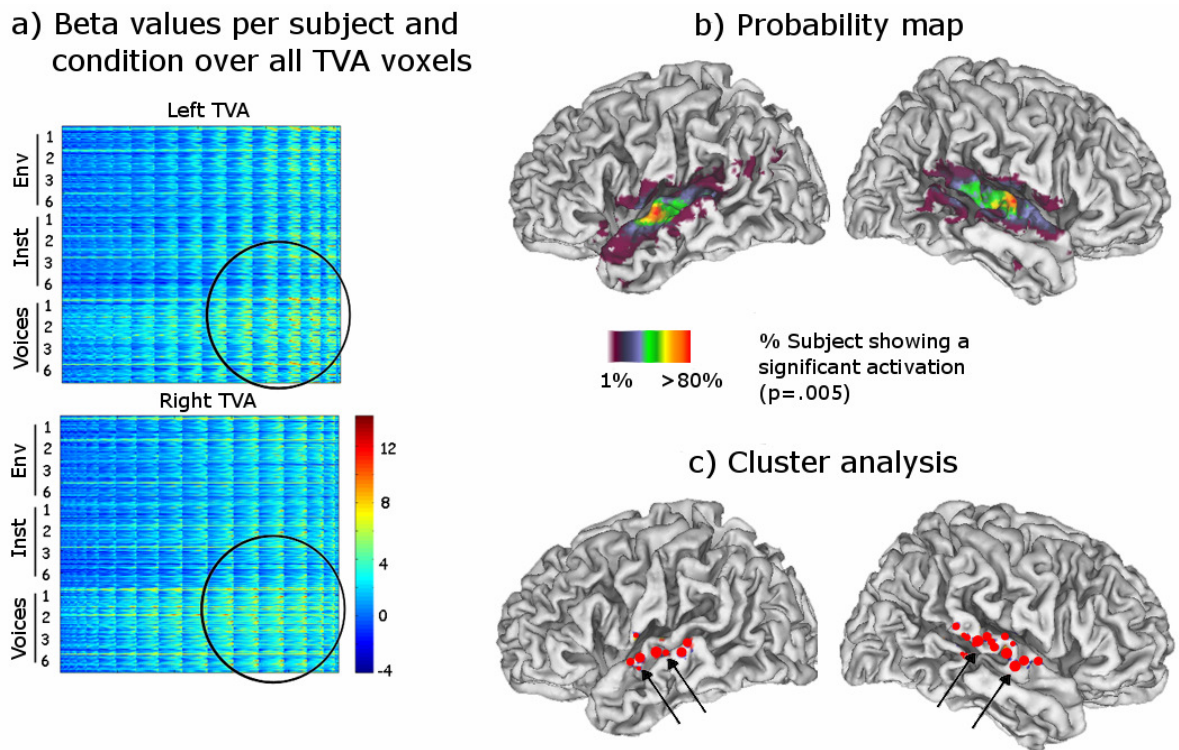 a) Beta values per subject and
condition over all TVA voxels
Left TVA
Env
1
2
3
6
Inst
1
2
3
6
Voices
1
2
3
6
Right TVA
Env
1
2
3
6
Inst
1
2
3
6
Voices
1
2
3
6
12
8
4
0
-4
b) Probability map
1% >80%
% Subject showing a
significant activation
(p=.005)
c) Cluster analysis